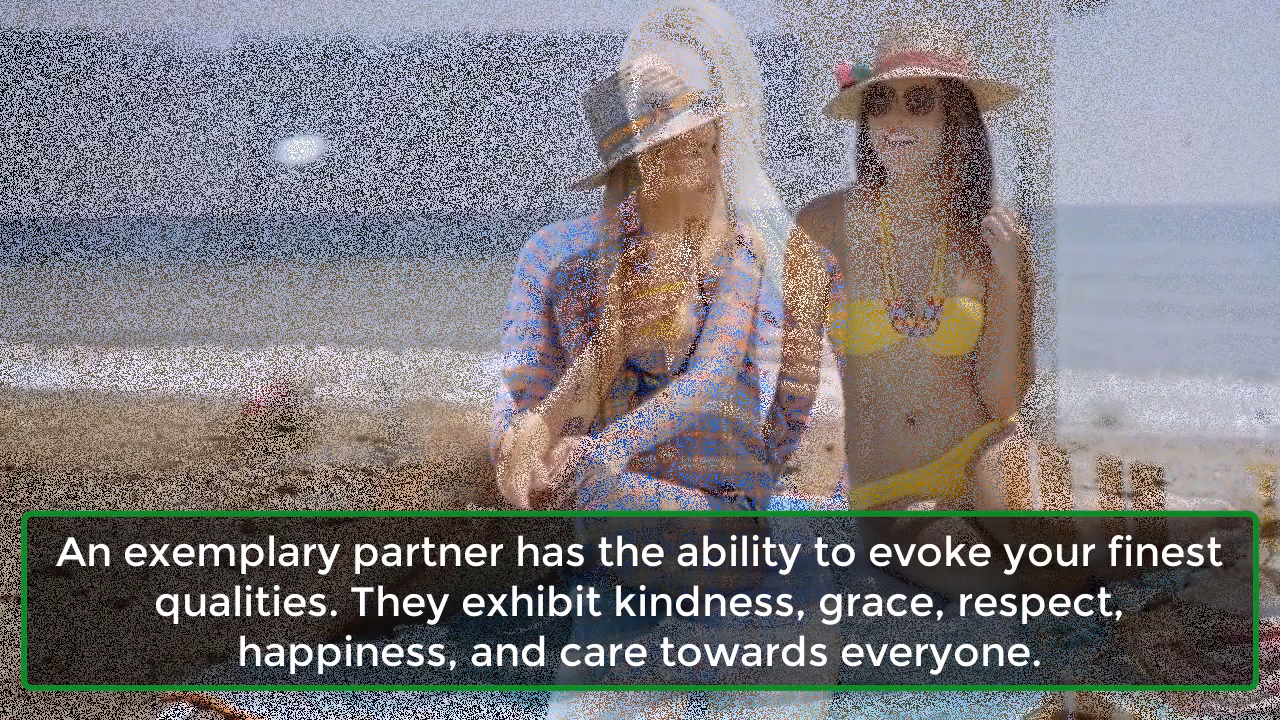 An exemplary partner has the ability to evoke your finest
qualities. They exhibit kindness, grace, respect,
happiness, and care towards everyone.